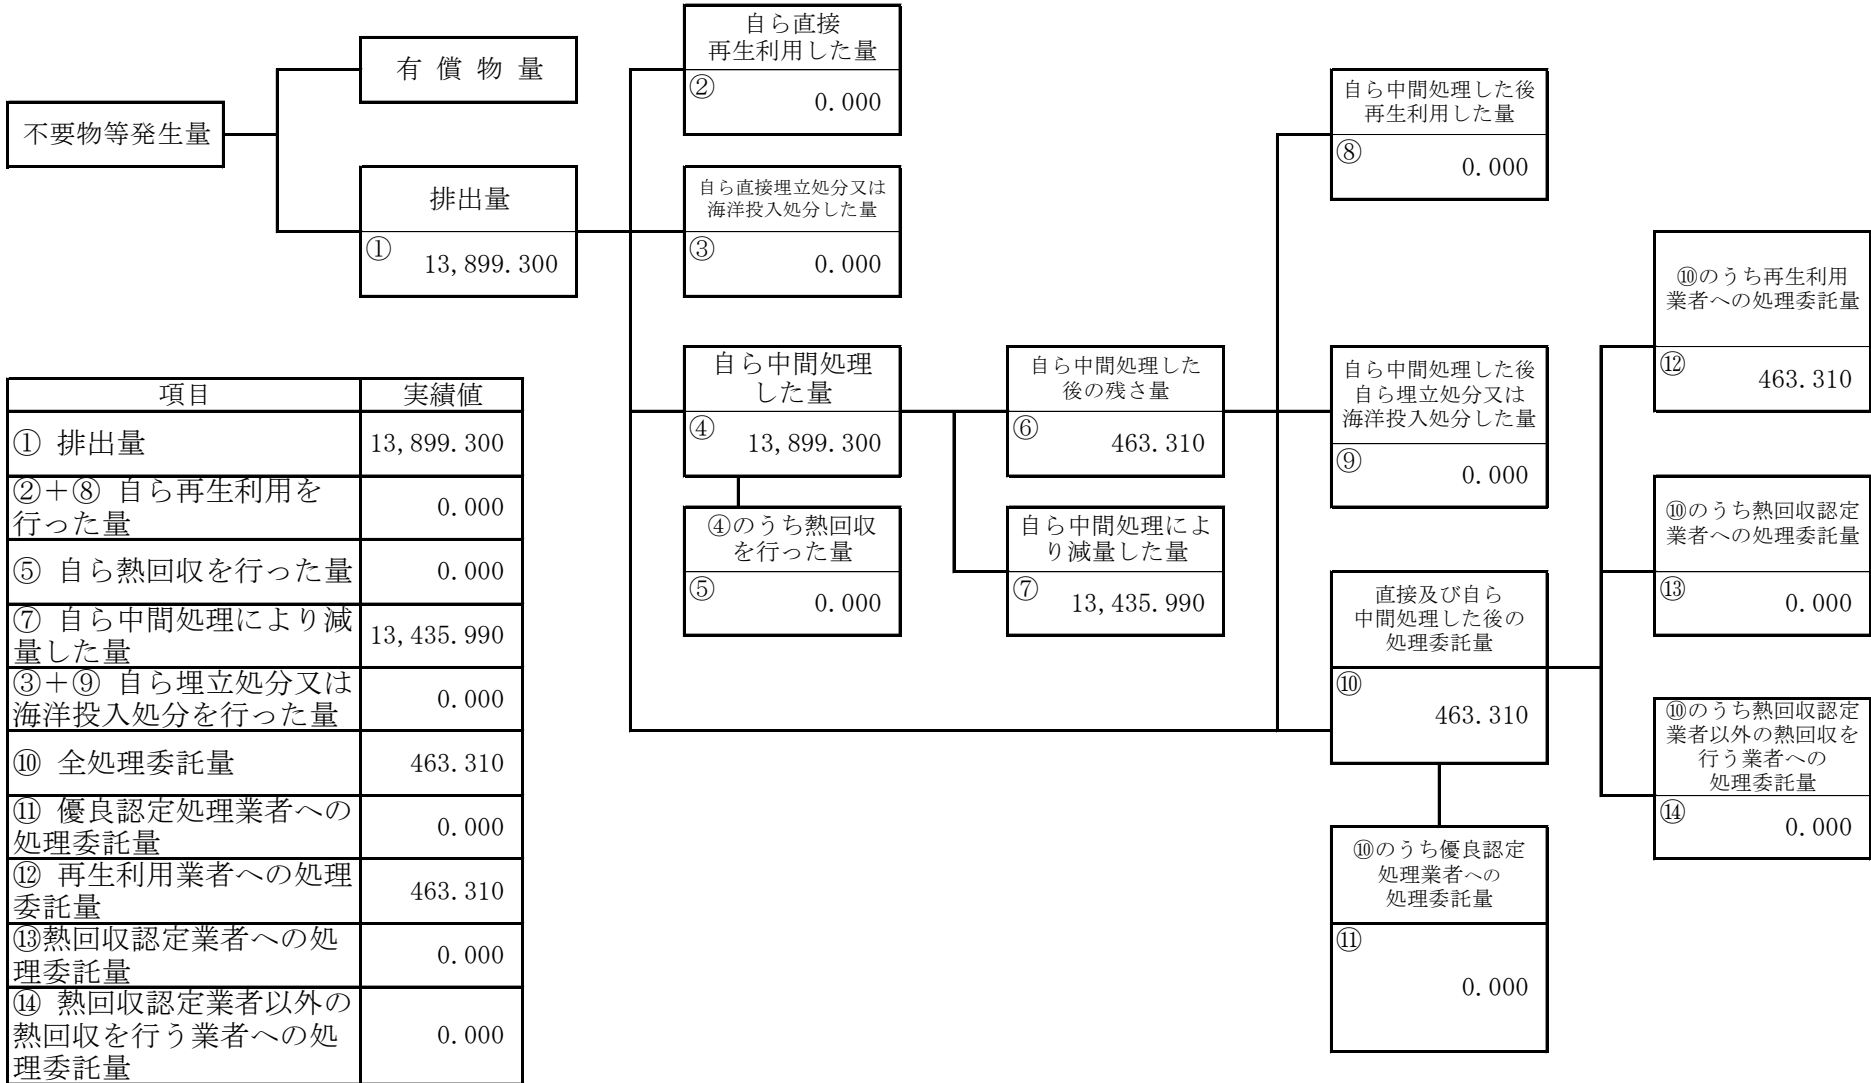 不要物等発生量
有 償 物 量
排出量
①
13,899.300
自ら直接
再生利用した量
②
0.000
自ら直接埋立処分又は
海洋投入処分した量
③
0.000
自ら中間処理
した量
④
13,899.300
④のうち熱回収
を行った量
⑤
0.000
自ら中間処理した
後の残さ量
⑥
463.310
自ら中間処理によ
り減量した量
⑦
13,435.990
自ら中間処理した後
再生利用した量
⑧
0.000
自ら中間処理した後
自ら埋立処分又は
海洋投入処分した量
⑨
0.000
直接及び自ら
中間処理した後の
処理委託量
⑩
463.310
⑩のうち優良認定
処理業者への
処理委託量
⑪
0.000
⑩のうち再生利用
業者への処理委託量
⑫
463.310
⑩のうち熱回収認定
業者への処理委託量
⑬
0.000
⑩のうち熱回収認定
業者以外の熱回収を
行う業者への
処理委託量
⑭
0.000
項目 実績値
① 排出量 13,899.300
②＋⑧ 自ら再生利用を
行った量 0.000
⑤ 自ら熱回収を行った量 0.000
⑦ 自ら中間処理により減
量した量 13,435.990
③＋⑨ 自ら埋立処分又は
海洋投入処分を行った量 0.000
⑩ 全処理委託量 463.310
⑪ 優良認定処理業者への
処理委託量 0.000
⑫ 再生利用業者への処理
委託量 463.310
⑬熱回収認定業者への処
理委託量 0.000
⑭ 熱回収認定業者以外の
熱回収を行う業者への処
理委託量 0.000